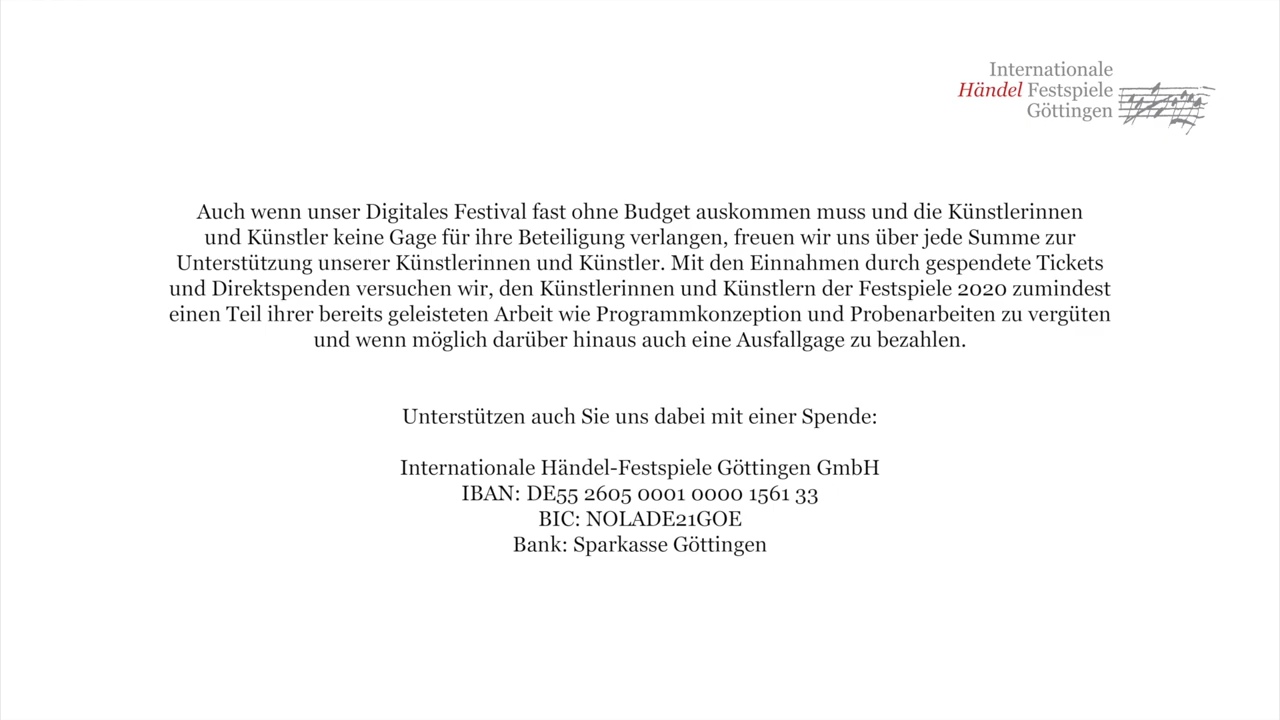 Internationale
Händel Festspiele
Göttingen
Auch wenn unser Digitales Festival fast ohne Budget auskommen muss und die Künstlerinnen
und Künstler keine Gage für ihre Beteiligung verlangen, freuen wir uns über jede Summe zur
Unterstützung unserer Künstlerinnen und Künstler. Mit den Einnahmen durch gespendete Tickets
und Direktspenden versuchen wir, den Künstlerinnen und Künstlern der Festspiele 2020 zumindest
einen Teil ihrer bereits geleisteten Arbeit wie Programmkonzeption und Probenarbeiten zu vergüten
und wenn möglich darüber hinaus auch eine Ausfallgage zu bezahlen.
Unterstützen auch Sie uns dabei mit einer Spende:
Internationale Händel-Festspiele Göttingen GmbH
IBAN: DE55 2605 0001 0000 1561 33
BIC: NOLADE21GOE
Bank: Sparkasse Göttingen